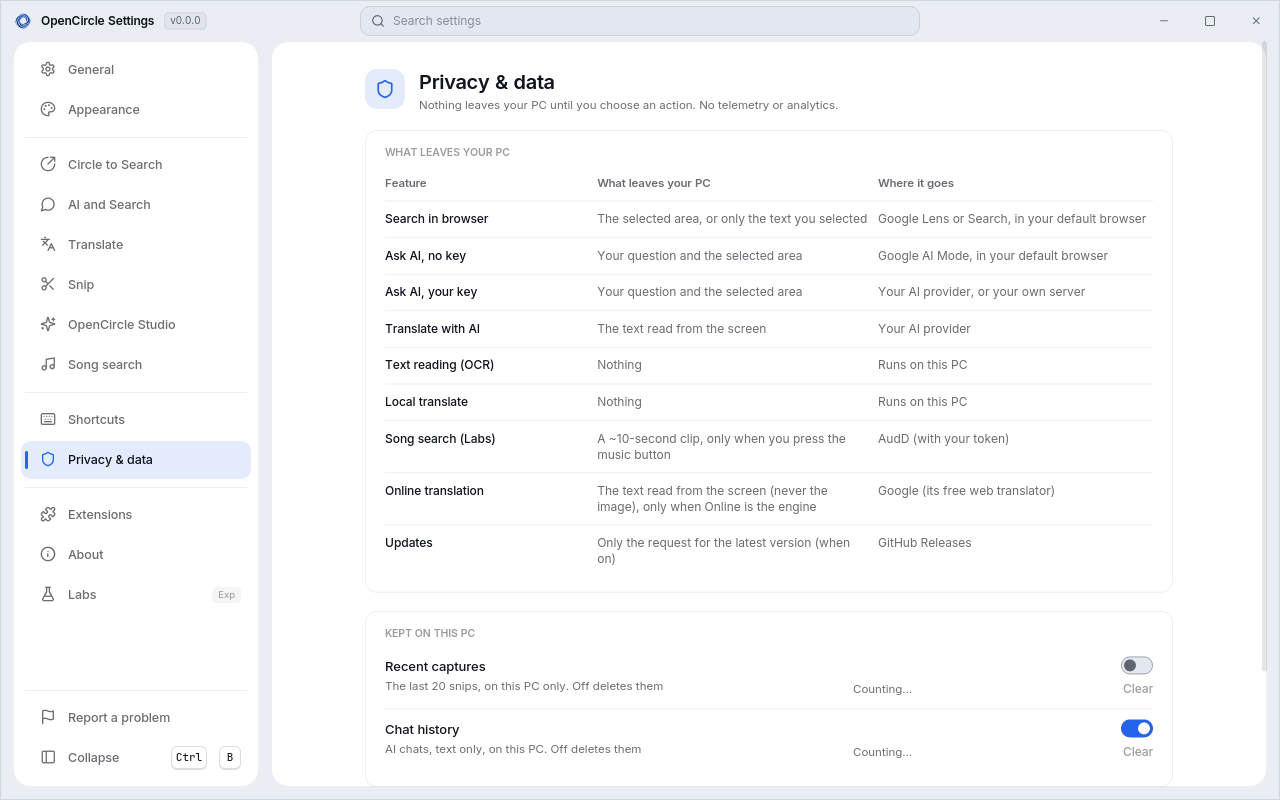 OpenCircle Settings v0.0.0
Search settings
General
Appearance
Circle to Search
AI and Search
Translate
Snip
OpenCircle Studio
Song search
Shortcuts
Privacy & data
Extensions
About
Labs Exp
Report a problem
Collapse Ctrl B
Privacy & data
Nothing leaves your PC until you choose an action. No telemetry or analytics.
WHAT LEAVES YOUR PC
Feature What leaves your PC Where it goes
Search in browser The selected area, or only the text you selected Google Lens or Search, in your default browser
Ask AI, no key Your question and the selected area Google AI Mode, in your default browser
Ask AI, your key Your question and the selected area Your AI provider, or your own server
Translate with AI The text read from the screen Your AI provider
Text reading (OCR) Nothing Runs on this PC
Local translate Nothing Runs on this PC
Song search (Labs) A ~10-second clip, only when you press the AudD (with your token)
music button
Online translation The text read from the screen (never the Google (its free web translator)
image), only when Online is the engine
Updates Only the request for the latest version (when GitHub Releases
on)
KEPT ON THIS PC
Recent captures
The last 20 snips, on this PC only. Off deletes them Counting... Clear
Chat history
AI chats, text only, on this PC. Off deletes them Counting... Clear